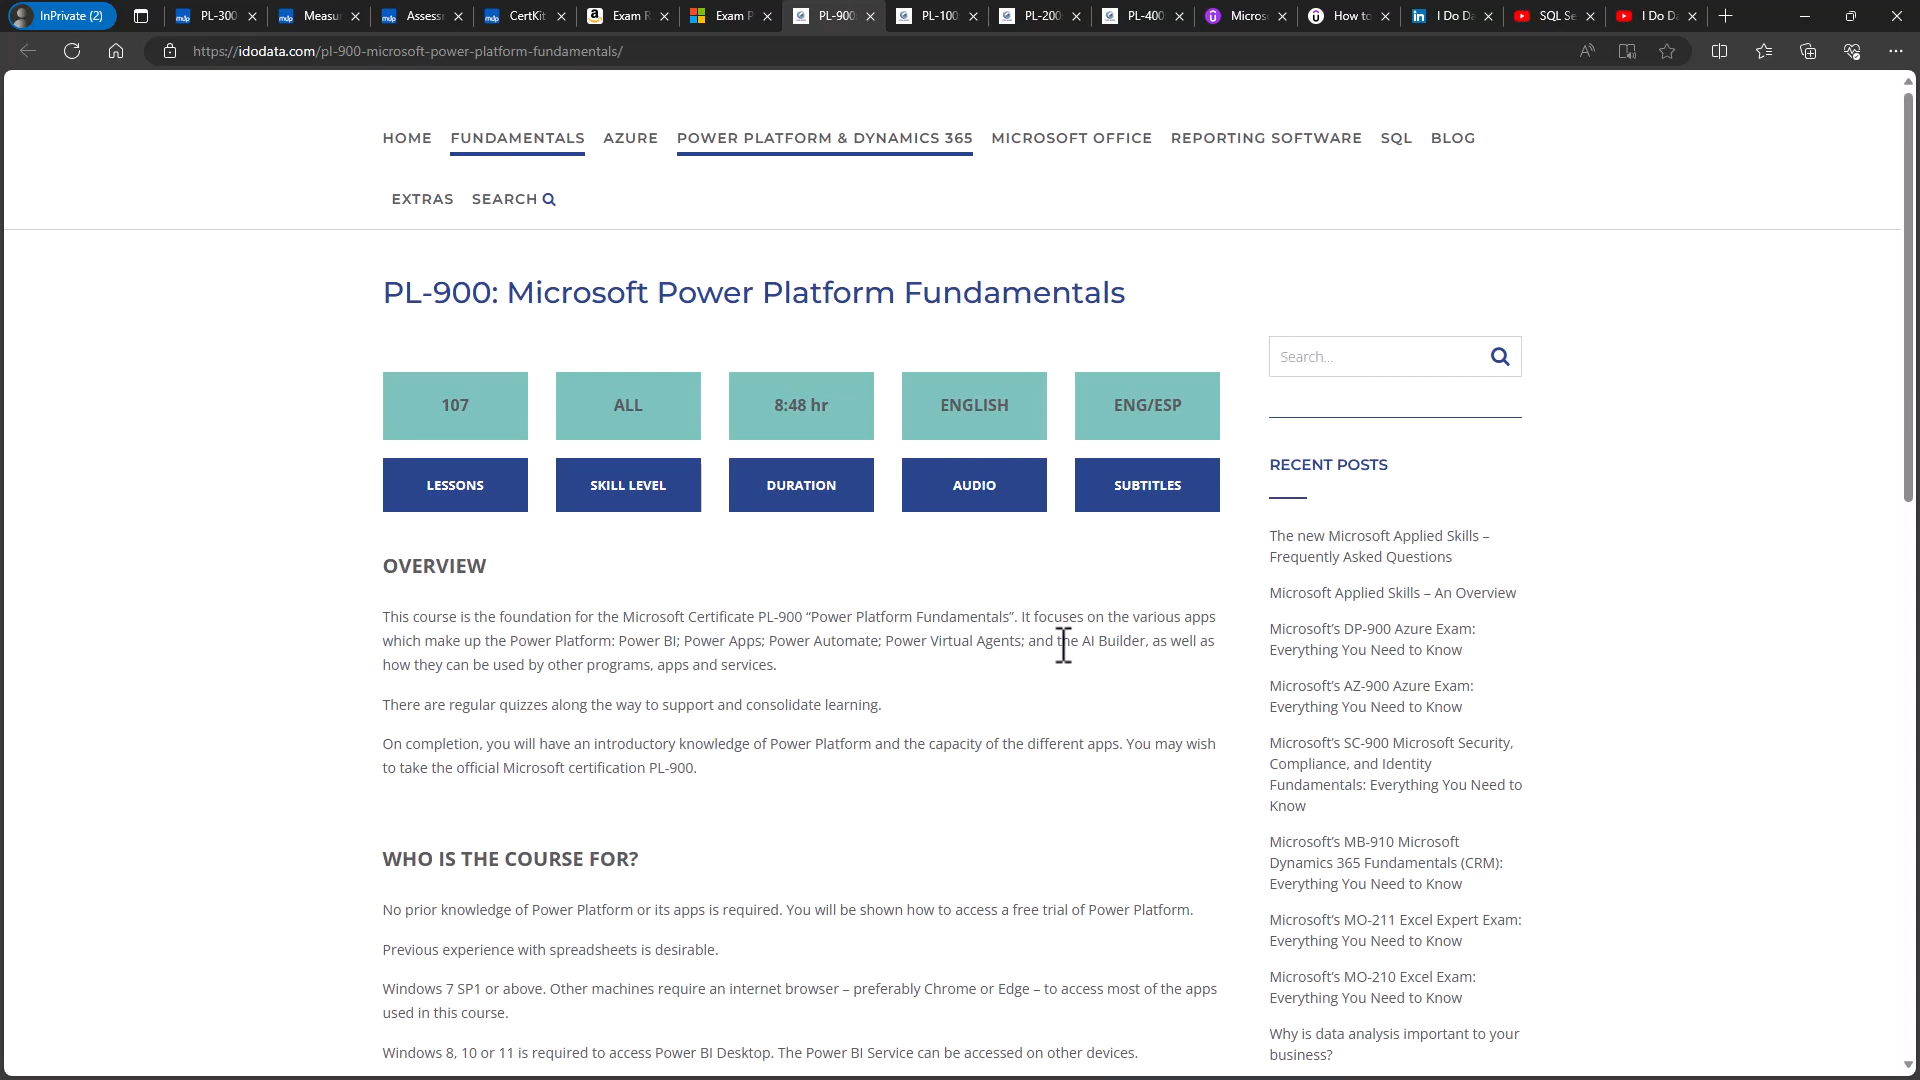 InPrivate (2)
PL-300
Measu
Assess
CertKit
Exam R
Exam P
PL-900
PL-100
PL-200
PL-400
Micros
How to
I Do Da
SQL Se
I Do Da
https://idodata.com/pl-900-microsoft-power-platform-fundamentals/
HOME FUNDAMENTALS AZURE POWER PLATFORM & DYNAMICS 365 MICROSOFT OFFICE REPORTING SOFTWARE SQL BLOG
EXTRAS SEARCH
PL-900: Microsoft Power Platform Fundamentals
107 ALL 8:48 hr ENGLISH ENG/ESP
LESSONS SKILL LEVEL DURATION AUDIO SUBTITLES
OVERVIEW
This course is the foundation for the Microsoft Certificate PL-900 “Power Platform Fundamentals”. It focuses on the various apps
which make up the Power Platform: Power BI; Power Apps; Power Automate; Power Virtual Agents; and the AI Builder, as well as
how they can be used by other programs, apps and services.
There are regular quizzes along the way to support and consolidate learning.
On completion, you will have an introductory knowledge of Power Platform and the capacity of the different apps. You may wish
to take the official Microsoft certification PL-900.
WHO IS THE COURSE FOR?
No prior knowledge of Power Platform or its apps is required. You will be shown how to access a free trial of Power Platform.
Previous experience with spreadsheets is desirable.
Windows 7 SP1 or above. Other machines require an internet browser – preferably Chrome or Edge – to access most of the apps
used in this course.
Windows 8, 10 or 11 is required to access Power BI Desktop. The Power BI Service can be accessed on other devices.
Search...
RECENT POSTS
The new Microsoft Applied Skills –
Frequently Asked Questions
Microsoft Applied Skills – An Overview
Microsoft’s DP-900 Azure Exam:
Everything You Need to Know
Microsoft’s AZ-900 Azure Exam:
Everything You Need to Know
Microsoft’s SC-900 Microsoft Security,
Compliance, and Identity
Fundamentals: Everything You Need to
Know
Microsoft’s MB-910 Microsoft
Dynamics 365 Fundamentals (CRM):
Everything You Need to Know
Microsoft’s MO-211 Excel Expert Exam:
Everything You Need to Know
Microsoft’s MO-210 Excel Exam:
Everything You Need to Know
Why is data analysis important to your
business?